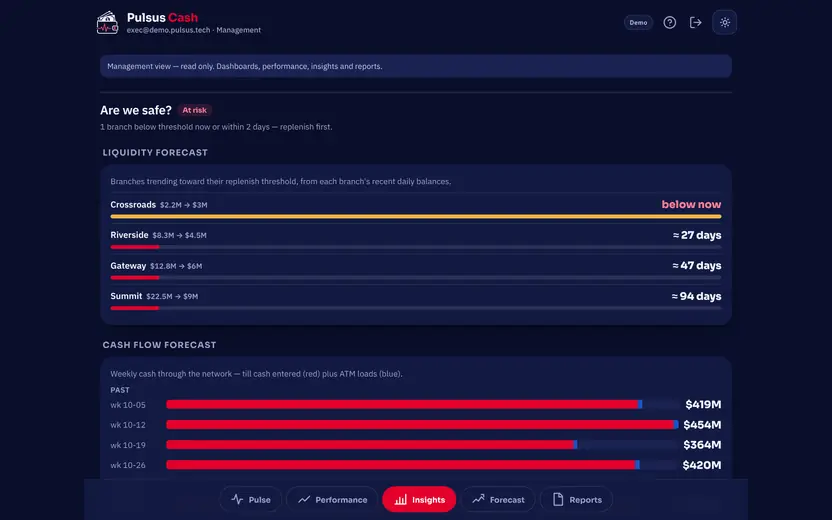 Pulsus Cash
exec@demo.pulsus.tech · Management
Demo
Management view — read only. Dashboards, performance, insights and reports.
Are we safe? At risk
1 branch below threshold now or within 2 days — replenish first.
LIQUIDITY FORECAST
Branches trending toward their replenish threshold, from each branch's recent daily balances.
Crossroads $2.2M → $3M below now
Riverside $8.3M → $4.5M ≈ 27 days
Gateway $12.8M → $6M ≈ 47 days
Summit $22.5M → $9M ≈ 94 days
CASH FLOW FORECAST
Weekly cash through the network — till cash entered (red) plus ATM loads (blue).
PAST
wk 10-05 $419M
wk 10-12 $454M
wk 10-19 $364M
wk 10-26 $420M
Pulse Performance Insights Forecast Reports